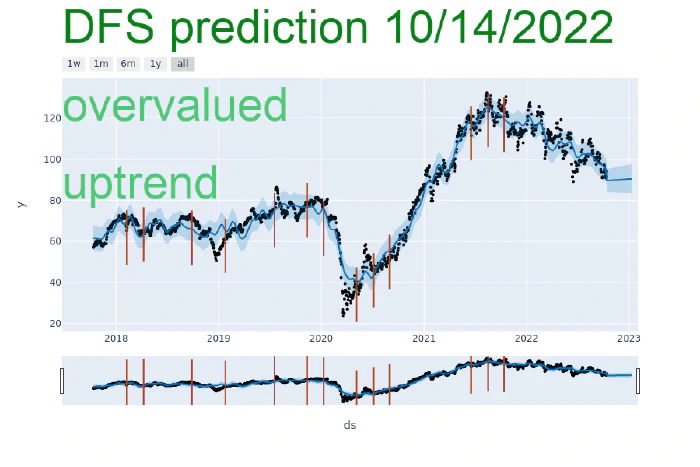 DFS prediction 10/14/2022
1w 1m 6m 1y all
overvalued
uptrend
y
120
100
80
60
40
20
2018 2019 2020 2021 2022 2023
ds